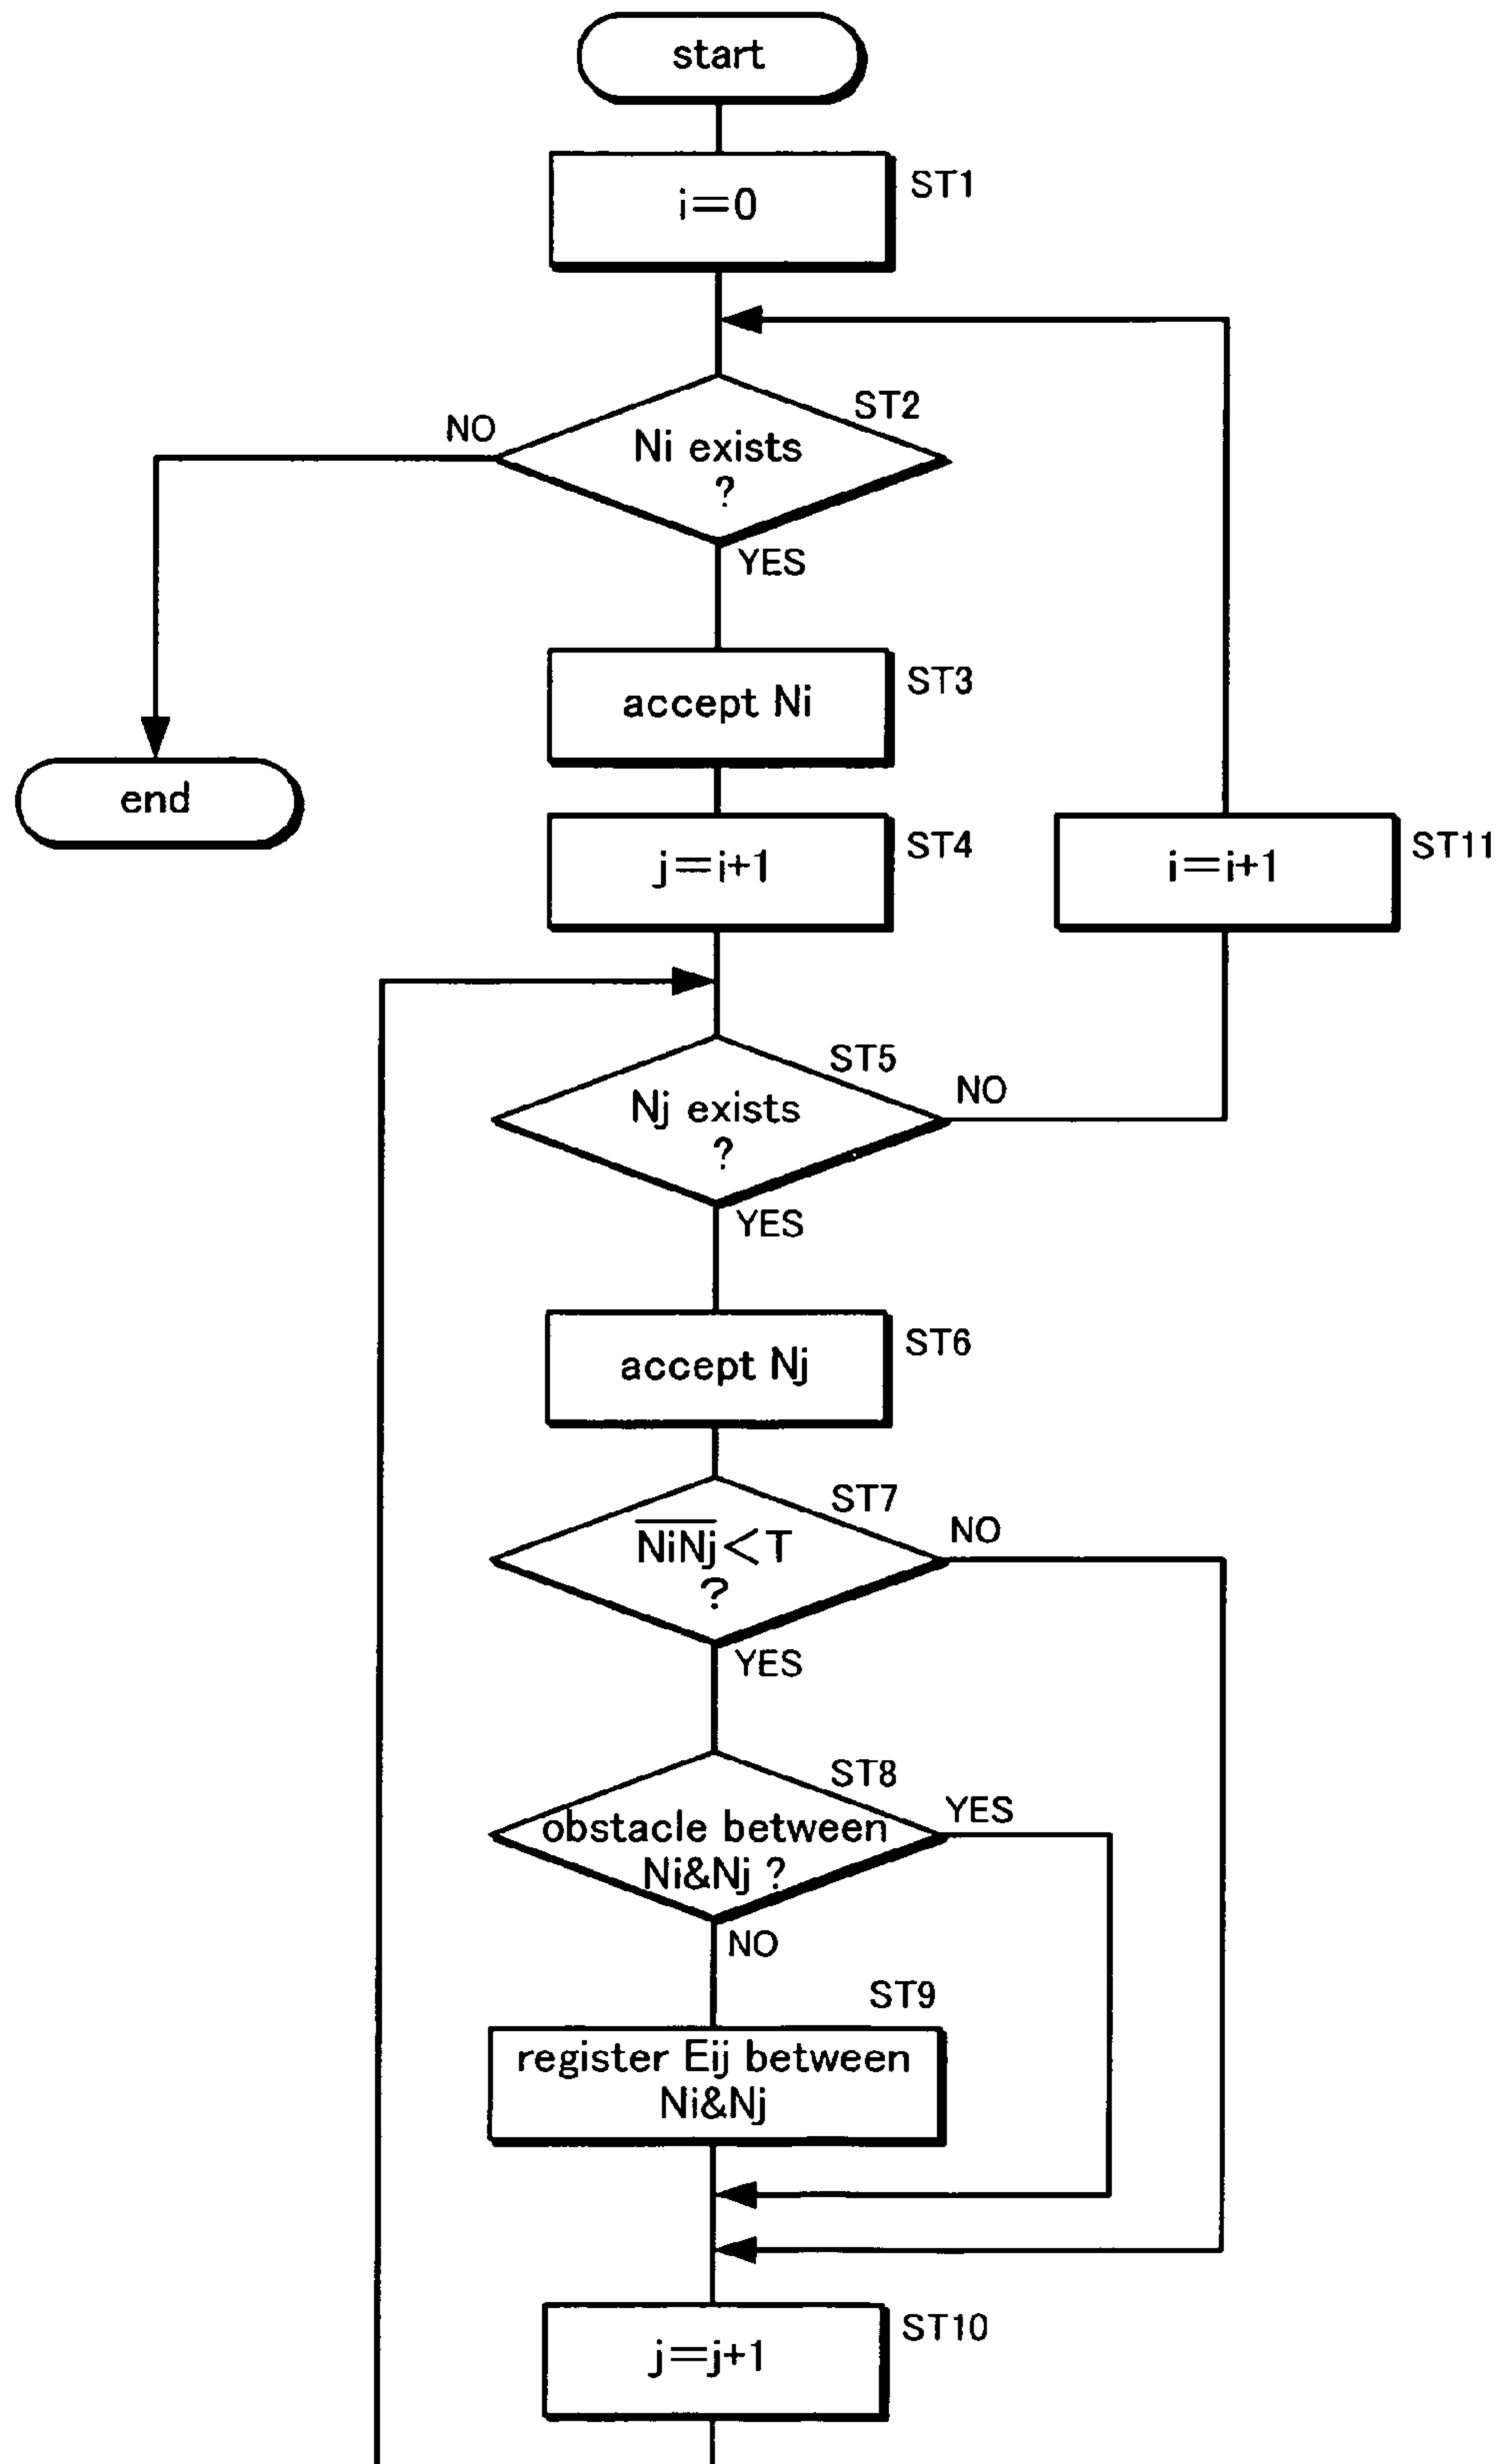 start
i=0
ST1
ST2
NO
Ni exists
?
YES
accept Ni
ST3
end
j=i+1
ST4
i=i+1
ST11
ST5
Nj exists
?
NO
YES
accept Nj
ST6
ST7
N̅i̅N̅j̅<T
?
NO
YES
ST8
obstacle between
Ni&Nj ?
YES
NO
ST9
register Eij between
Ni&Nj
j=j+1
ST10